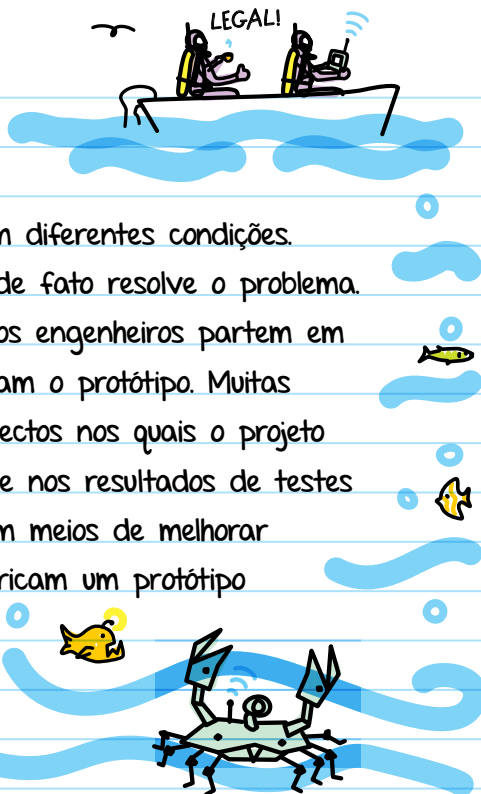 LEGAL!
n diferentes condições.
de fato resolve o problema.
os engenheiros partem em
am o protótipo. Muitas
ectos nos quais o projeto
e nos resultados de testes
m meios de melhorar
ricam um protótipo